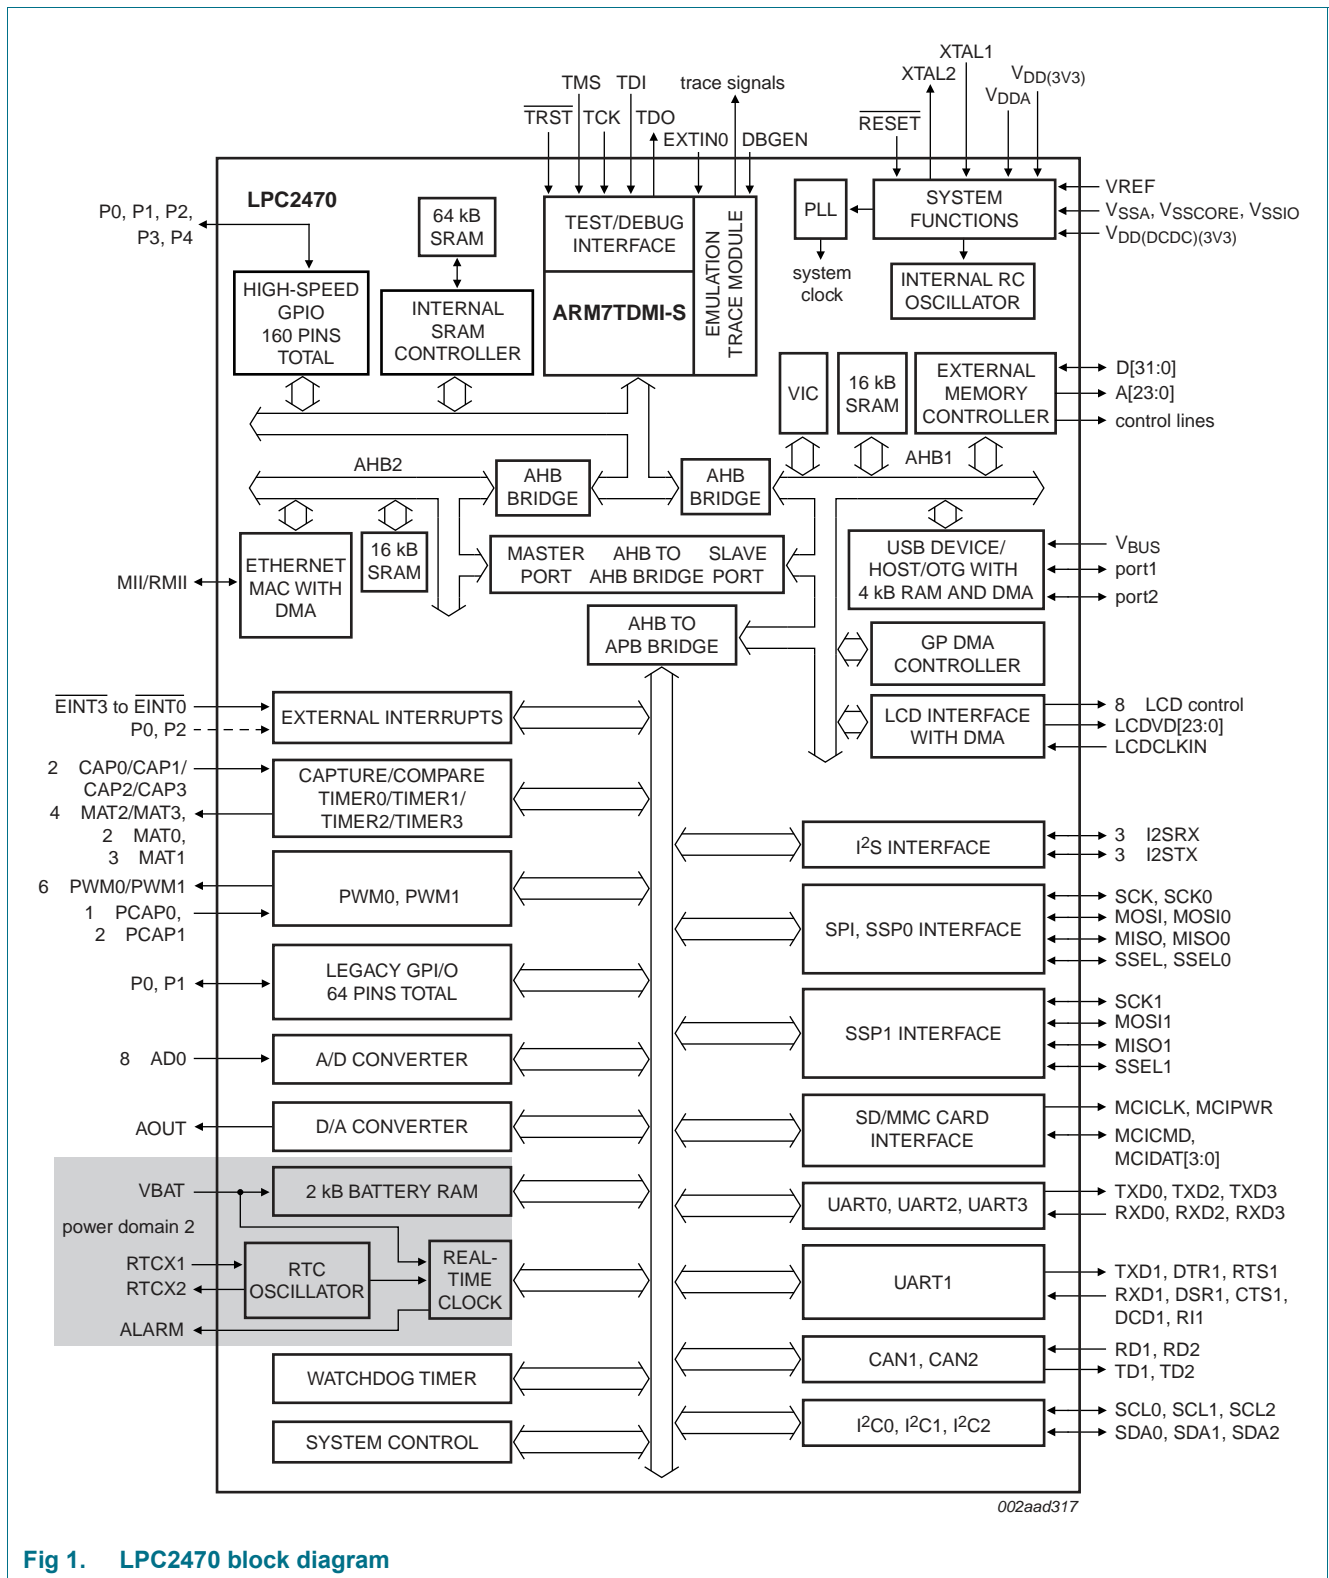 XTAL1
XTAL2
VDD(3V3)
VDDA
RESET
TMS
TDI
trace signals
TRST
TCK
TDO
EXTIN0
DBGEN
LPC2470
P0, P1, P2,
P3, P4
64 kB
SRAM
TEST/DEBUG
INTERFACE
EMULATION
TRACE MODULE
PLL
SYSTEM
FUNCTIONS
VREF
VSSA, VSSCORE, VSSIO
VDD(DCDC)(3V3)
system
clock
INTERNAL RC
OSCILLATOR
HIGH-SPEED
GPIO
160 PINS
TOTAL
INTERNAL
SRAM
CONTROLLER
ARM7TDMI-S
VIC
16 kB
SRAM
EXTERNAL
MEMORY
CONTROLLER
D[31:0]
A[23:0]
control lines
AHB2
AHB
BRIDGE
AHB
BRIDGE
AHB1
ETHERNET
MAC WITH
DMA
MII/RMII
16 kB
SRAM
MASTER PORT
AHB TO AHB BRIDGE
SLAVE PORT
USB DEVICE/
HOST/OTG WITH
4 kB RAM AND DMA
VBUS
port1
port2
AHB TO
APB BRIDGE
GP DMA
CONTROLLER
LCD INTERFACE
WITH DMA
8 LCD control
LCDVD[23:0]
LCDCLKIN
EINT3 to EINT0
P0, P2
EXTERNAL INTERRUPTS
2 CAP0/CAP1/
CAP2/CAP3
4 MAT2/MAT3,
2 MAT0,
3 MAT1
CAPTURE/COMPARE
TIMER0/TIMER1/
TIMER2/TIMER3
6 PWM0/PWM1
1 PCAP0,
2 PCAP1
PWM0, PWM1
P0, P1
LEGACY GPI/O
64 PINS TOTAL
8 AD0
A/D CONVERTER
AOUT
D/A CONVERTER
VBAT
2 kB BATTERY RAM
power domain 2
RTCX1
RTCX2
RTC
OSCILLATOR
REAL-
TIME
CLOCK
ALARM
WATCHDOG TIMER
SYSTEM CONTROL
I2S INTERFACE
3 I2SRX
3 I2STX
SPI, SSP0 INTERFACE
SCK, SCK0
MOSI, MOSI0
MISO, MISO0
SSEL, SSEL0
SSP1 INTERFACE
SCK1
MOSI1
MISO1
SSEL1
SD/MMC CARD
INTERFACE
MCICLK, MCIPWR
MCICMD,
MCIDAT[3:0]
UART0, UART2, UART3
TXD0, TXD2, TXD3
RXD0, RXD2, RXD3
UART1
TXD1, DTR1, RTS1
RXD1, DSR1, CTS1,
DCD1, RI1
CAN1, CAN2
RD1, RD2
TD1, TD2
I2C0, I2C1, I2C2
SCL0, SCL1, SCL2
SDA0, SDA1, SDA2
002aad317
Fig 1. LPC2470 block diagram